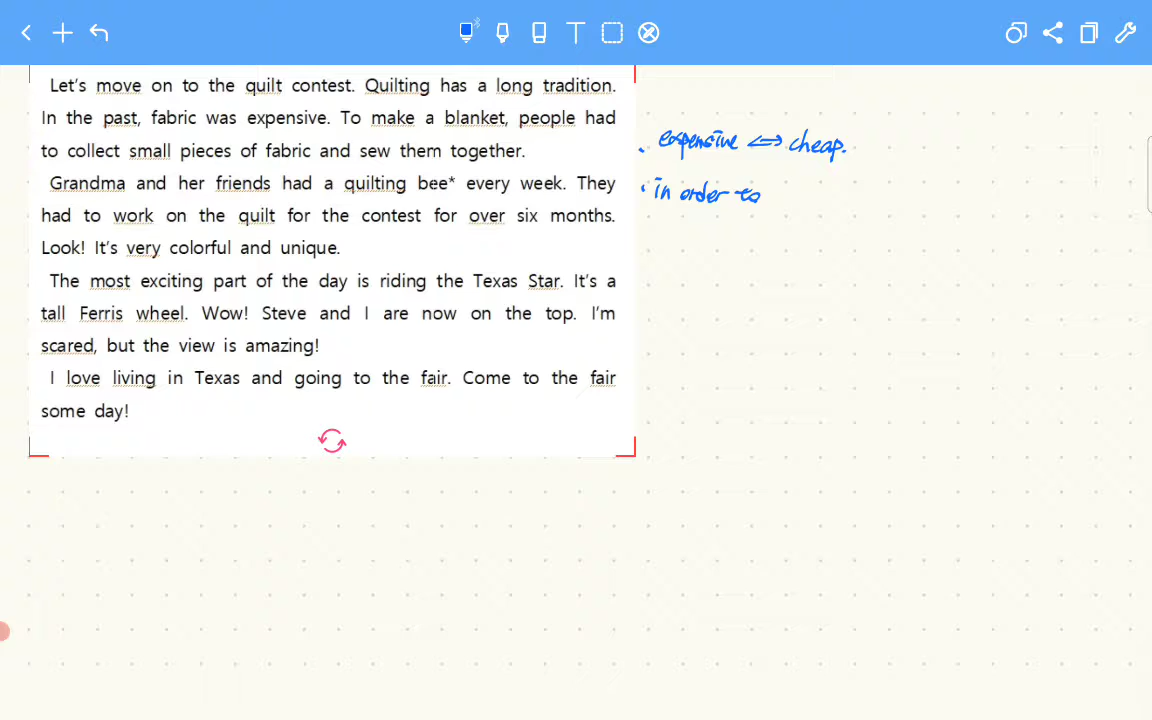 Let's move on to the quilt contest. Quilting has a long tradition.
In the past, fabric was expensive. To make a blanket, people had
to collect small pieces of fabric and sew them together.
Grandma and her friends had a quilting bee* every week. They
had to work on the quilt for the contest for over six months.
Look! It's very colorful and unique.
The most exciting part of the day is riding the Texas Star. It's a
tall Ferris wheel. Wow! Steve and I are now on the top. I'm
scared, but the view is amazing!
I love living in Texas and going to the fair. Come to the fair
some day!
· expensive ⟺ cheap.
· in order to